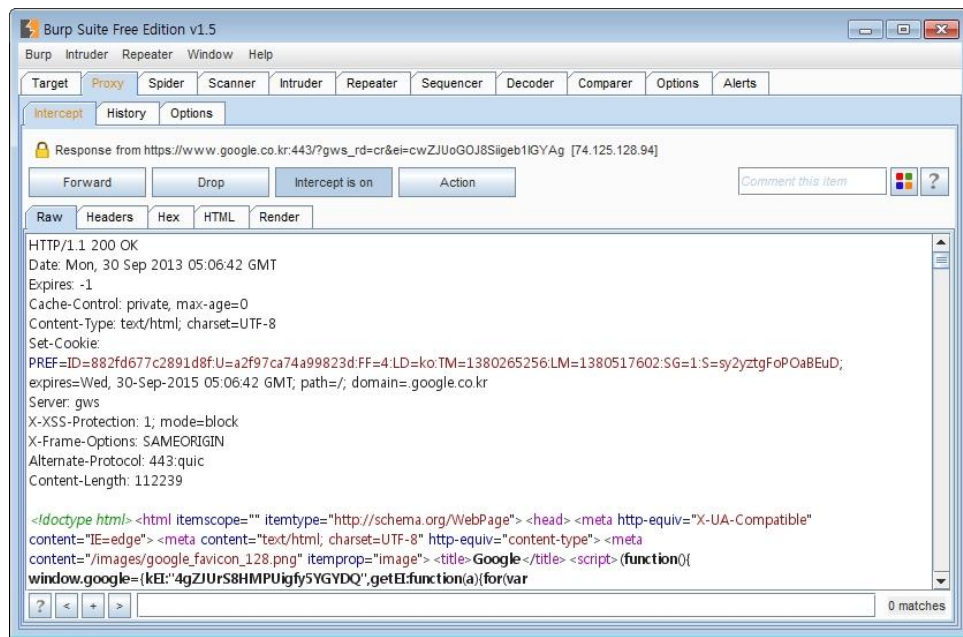 Burp Suite Free Edition v1.5
Burp Intruder Repeater Window Help
Target Proxy Spider Scanner Intruder Repeater Sequencer Decoder Comparer Options Alerts
Intercept History Options
Response from https://www.google.co.kr:443/?gws_rd=cr&ei=cwZJUoGOJ8Siigeb1IGYAg [74.125.128.94]
Forward Drop Intercept is on Action Comment this item ?
Raw Headers Hex HTML Render
HTTP/1.1 200 OK
Date: Mon, 30 Sep 2013 05:06:42 GMT
Expires: -1
Cache-Control: private, max-age=0
Content-Type: text/html; charset=UTF-8
Set-Cookie:
PREF=ID=882fd677c2891d8f:U=a2f97ca74a99823d:FF=4:LD=ko:TM=1380265256:LM=1380517602:SG=1:S=sy2yztgFoPOaBEuD;
expires=Wed, 30-Sep-2015 05:06:42 GMT; path=/; domain=.google.co.kr
Server: gws
X-XSS-Protection: 1; mode=block
X-Frame-Options: SAMEORIGIN
Alternate-Protocol: 443:quic
Content-Length: 112239
<!doctype html><html itemscope="" itemtype="http://schema.org/WebPage"><head><meta http-equiv="X-UA-Compatible"
content="IE=edge"><meta content="text/html; charset=UTF-8" http-equiv="content-type"><meta
content="/images/google_favicon_128.png" itemprop="image"><title>Google</title><script>(function(){
window.google={kEI:"4gZJUrS8HMPUigfy5YGYDQ",getEI:function(a){for(var
? < + > 0 matches